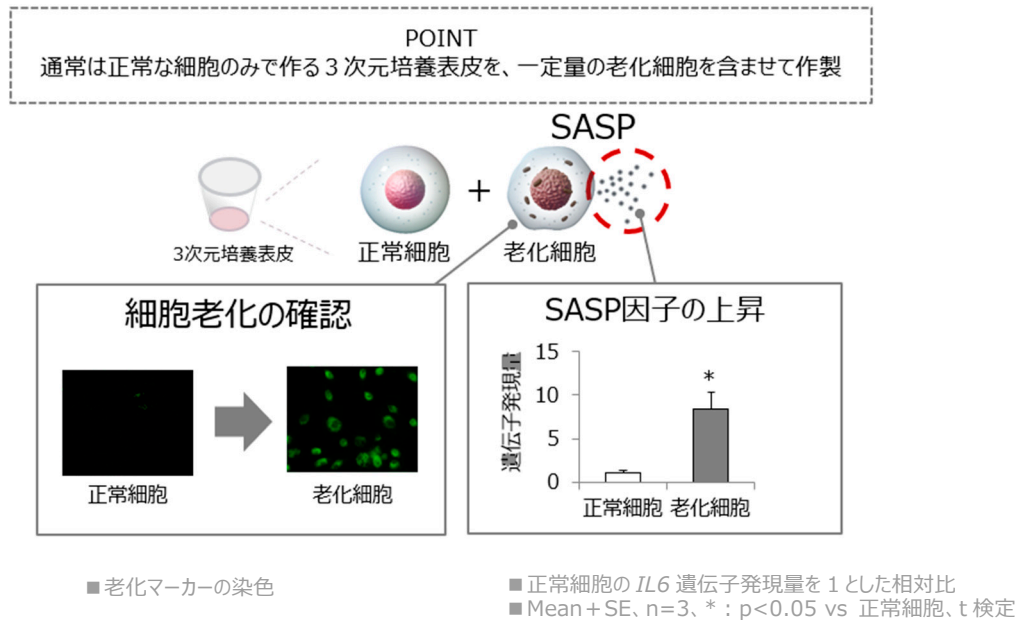 POINT
通常は正常な細胞のみで作る３次元培養表皮を、一定量の老化細胞を含ませて作製
SASP
+
3次元培養表皮
正常細胞
老化細胞
細胞老化の確認
正常細胞
老化細胞
SASP因子の上昇
遺伝子発現量
15
10
5
0
*
正常細胞
老化細胞
■老化マーカーの染色
■正常細胞の IL6 遺伝子発現量を１とした相対比
■Mean＋SE、n=3、*：p<0.05 vs 正常細胞、t 検定